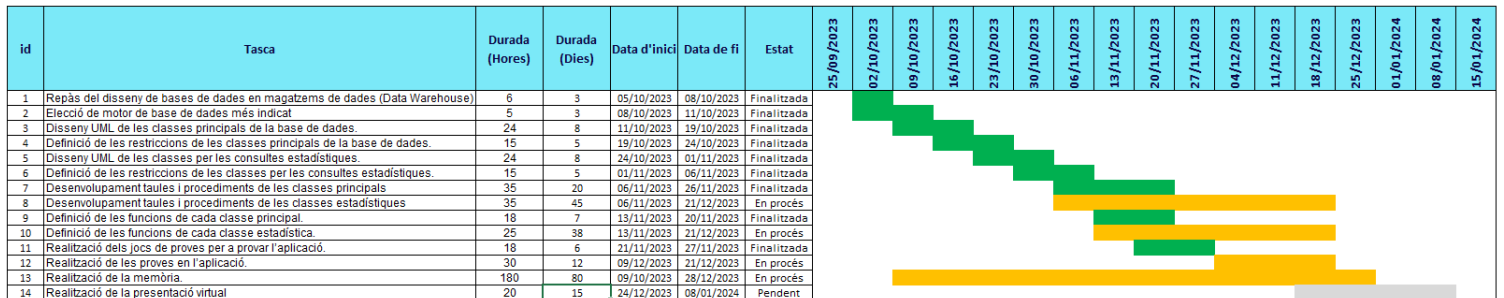 id Tasca Durada (Hores) Durada (Dies) Data d'inici Data de fi Estat 25/09/2023 02/10/2023 09/10/2023 16/10/2023 23/10/2023 30/10/2023 06/11/2023 13/11/2023 20/11/2023 27/11/2023 04/12/2023 11/12/2023 18/12/2023 25/12/2023 01/01/2024 08/01/2024 15/01/2024
1 Repàs del disseny de bases de dades en magatzems de dades (Data Warehouse) 6 3 05/10/2023 08/10/2023 Finalitzada
2 Elecció de motor de base de dades més indicat 5 3 08/10/2023 11/10/2023 Finalitzada
3 Disseny UML de les classes principals de la base de dades. 24 8 11/10/2023 19/10/2023 Finalitzada
4 Definició de les restriccions de les classes principals de la base de dades. 15 5 19/10/2023 24/10/2023 Finalitzada
5 Disseny UML de les classes per les consultes estadístiques. 24 8 24/10/2023 01/11/2023 Finalitzada
6 Definició de les restriccions de les classes per les consultes estadístiques. 15 5 01/11/2023 06/11/2023 Finalitzada
7 Desenvolupament taules i procediments de les classes principals 35 20 06/11/2023 26/11/2023 Finalitzada
8 Desenvolupament taules i procediments de les classes estadístiques 35 45 06/11/2023 21/12/2023 En procès
9 Definició de les funcions de cada classe principal. 18 7 13/11/2023 20/11/2023 Finalitzada
10 Definició de les funcions de cada classe estadística. 25 38 13/11/2023 21/12/2023 En procès
11 Realització dels jocs de proves per a provar l'aplicació. 18 6 21/11/2023 27/11/2023 Finalitzada
12 Realització de les proves en l'aplicació. 30 12 09/12/2023 21/12/2023 En procès
13 Realització de la memòria. 180 80 09/10/2023 28/12/2023 En procès
14 Realització de la presentació virtual 20 15 24/12/2023 08/01/2024 Pendent